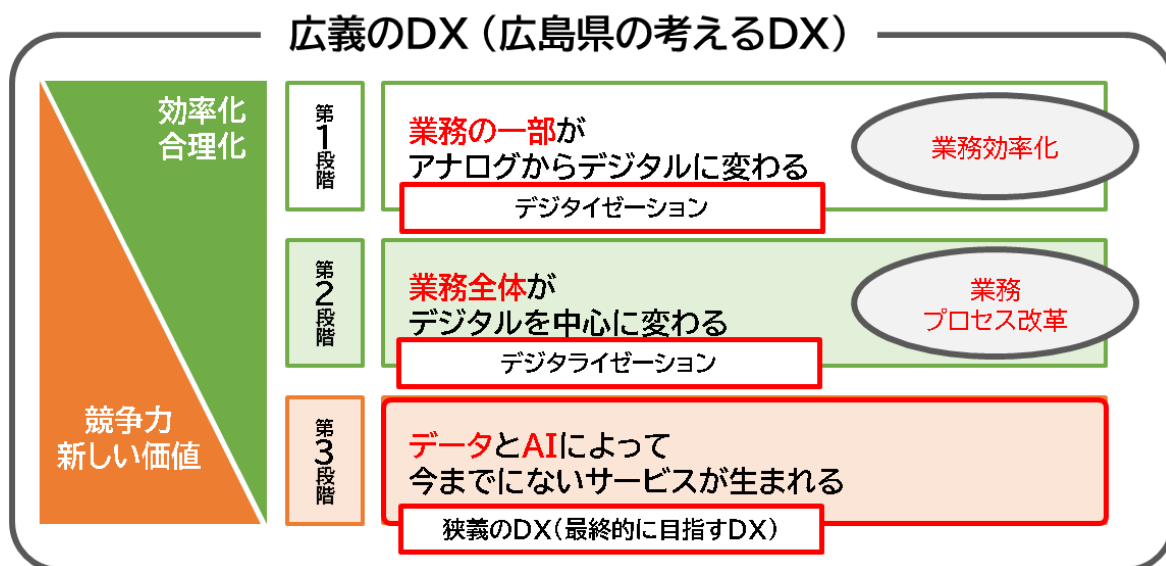 広義のDX（広島県の考えるDX）
効率化
合理化
競争力
新しい価値
第1段階
業務の一部が
アナログからデジタルに変わる
業務効率化
デジタイゼーション
第2段階
業務全体が
デジタルを中心に変わる
業務
プロセス改革
デジタライゼーション
第3段階
データとAIによって
今までにないサービスが生まれる
狭義のDX（最終的に目指すDX）